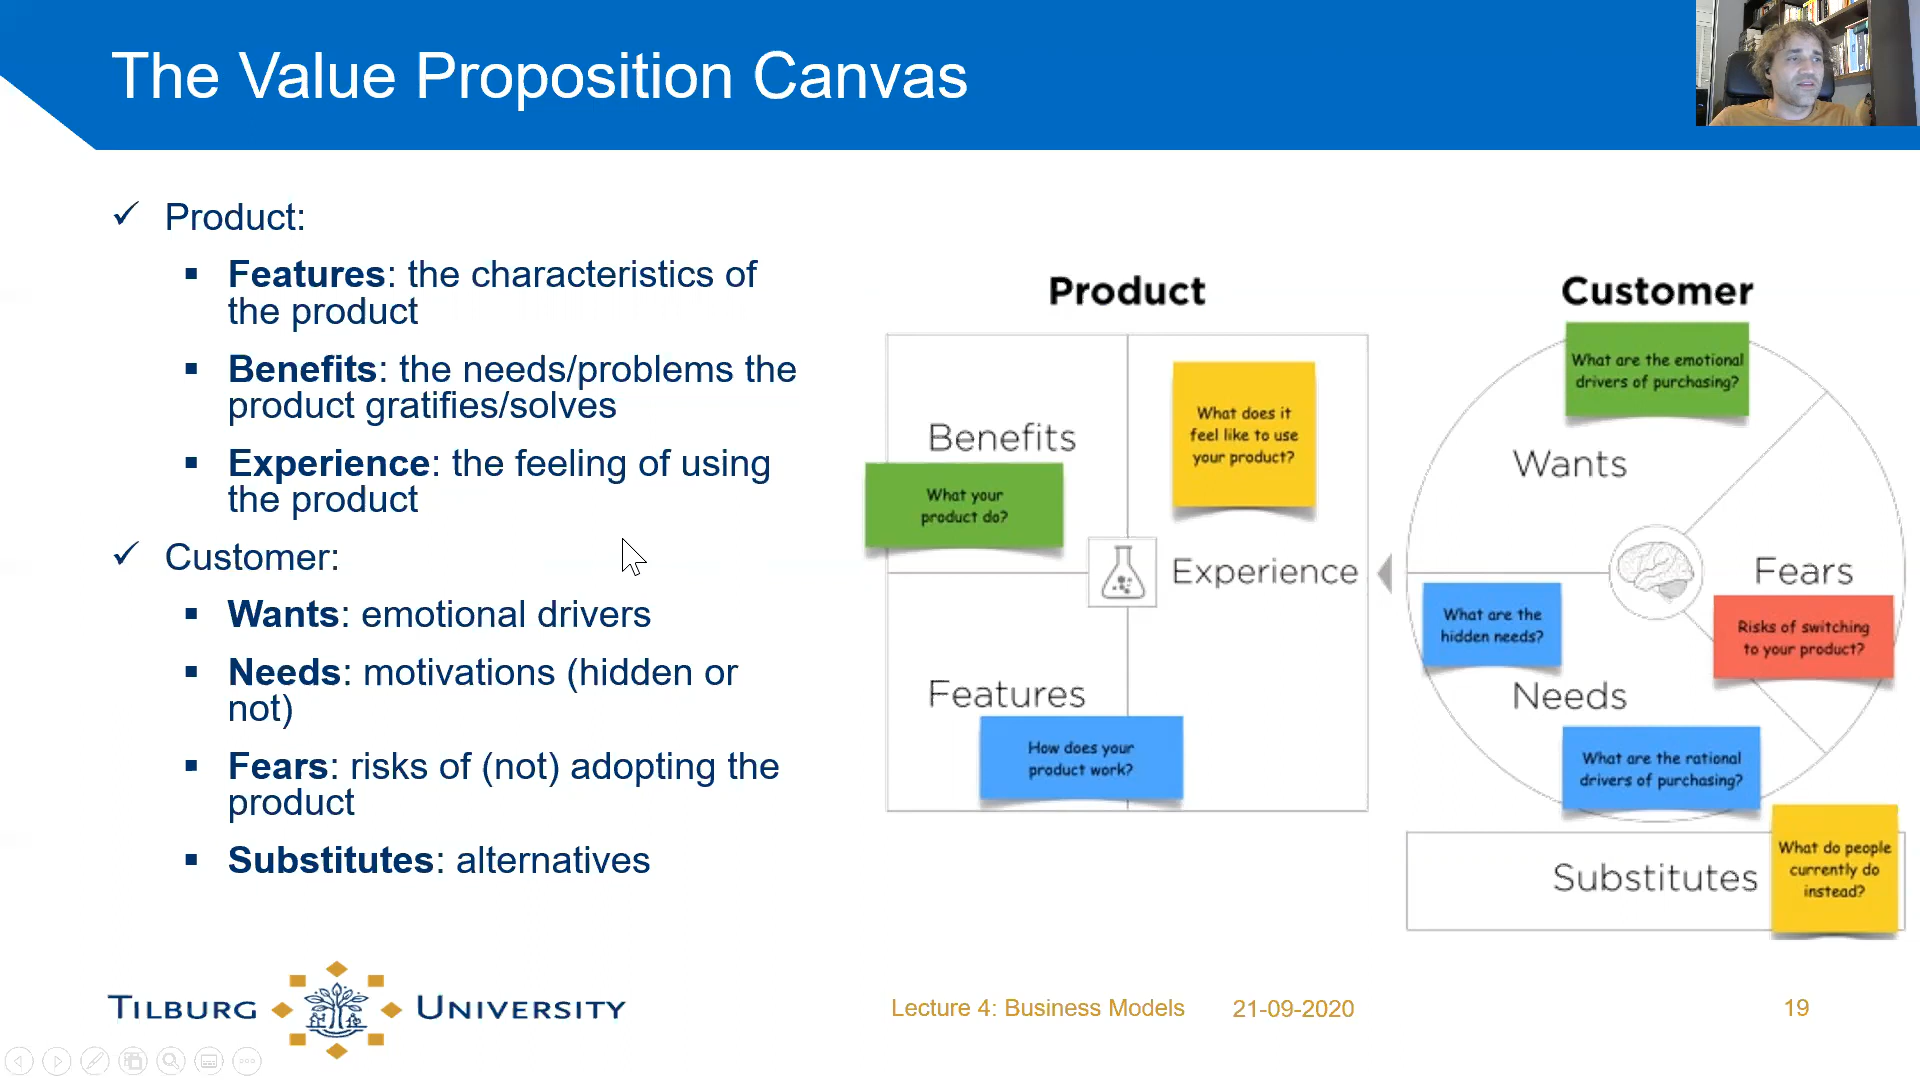 The Value Proposition Canvas
Product:
Features: the characteristics of
the product
Benefits: the needs/problems the
product gratifies/solves
Experience: the feeling of using
the product
Customer:
Wants: emotional drivers
Needs: motivations (hidden or
not)
Fears: risks of (not) adopting the
product
Substitutes: alternatives
Product
Benefits
What your
product do?
What does it
feel like to use
your product?
Experience
Features
How does your
product work?
Customer
What are the emotional
drivers of purchasing?
Wants
Fears
Risks of switching
to your product?
What are the
hidden needs?
Needs
What are the rational
drivers of purchasing?
Substitutes
What do people
currently do
instead?
TILBURG UNIVERSITY
Lecture 4: Business Models 21-09-2020 19